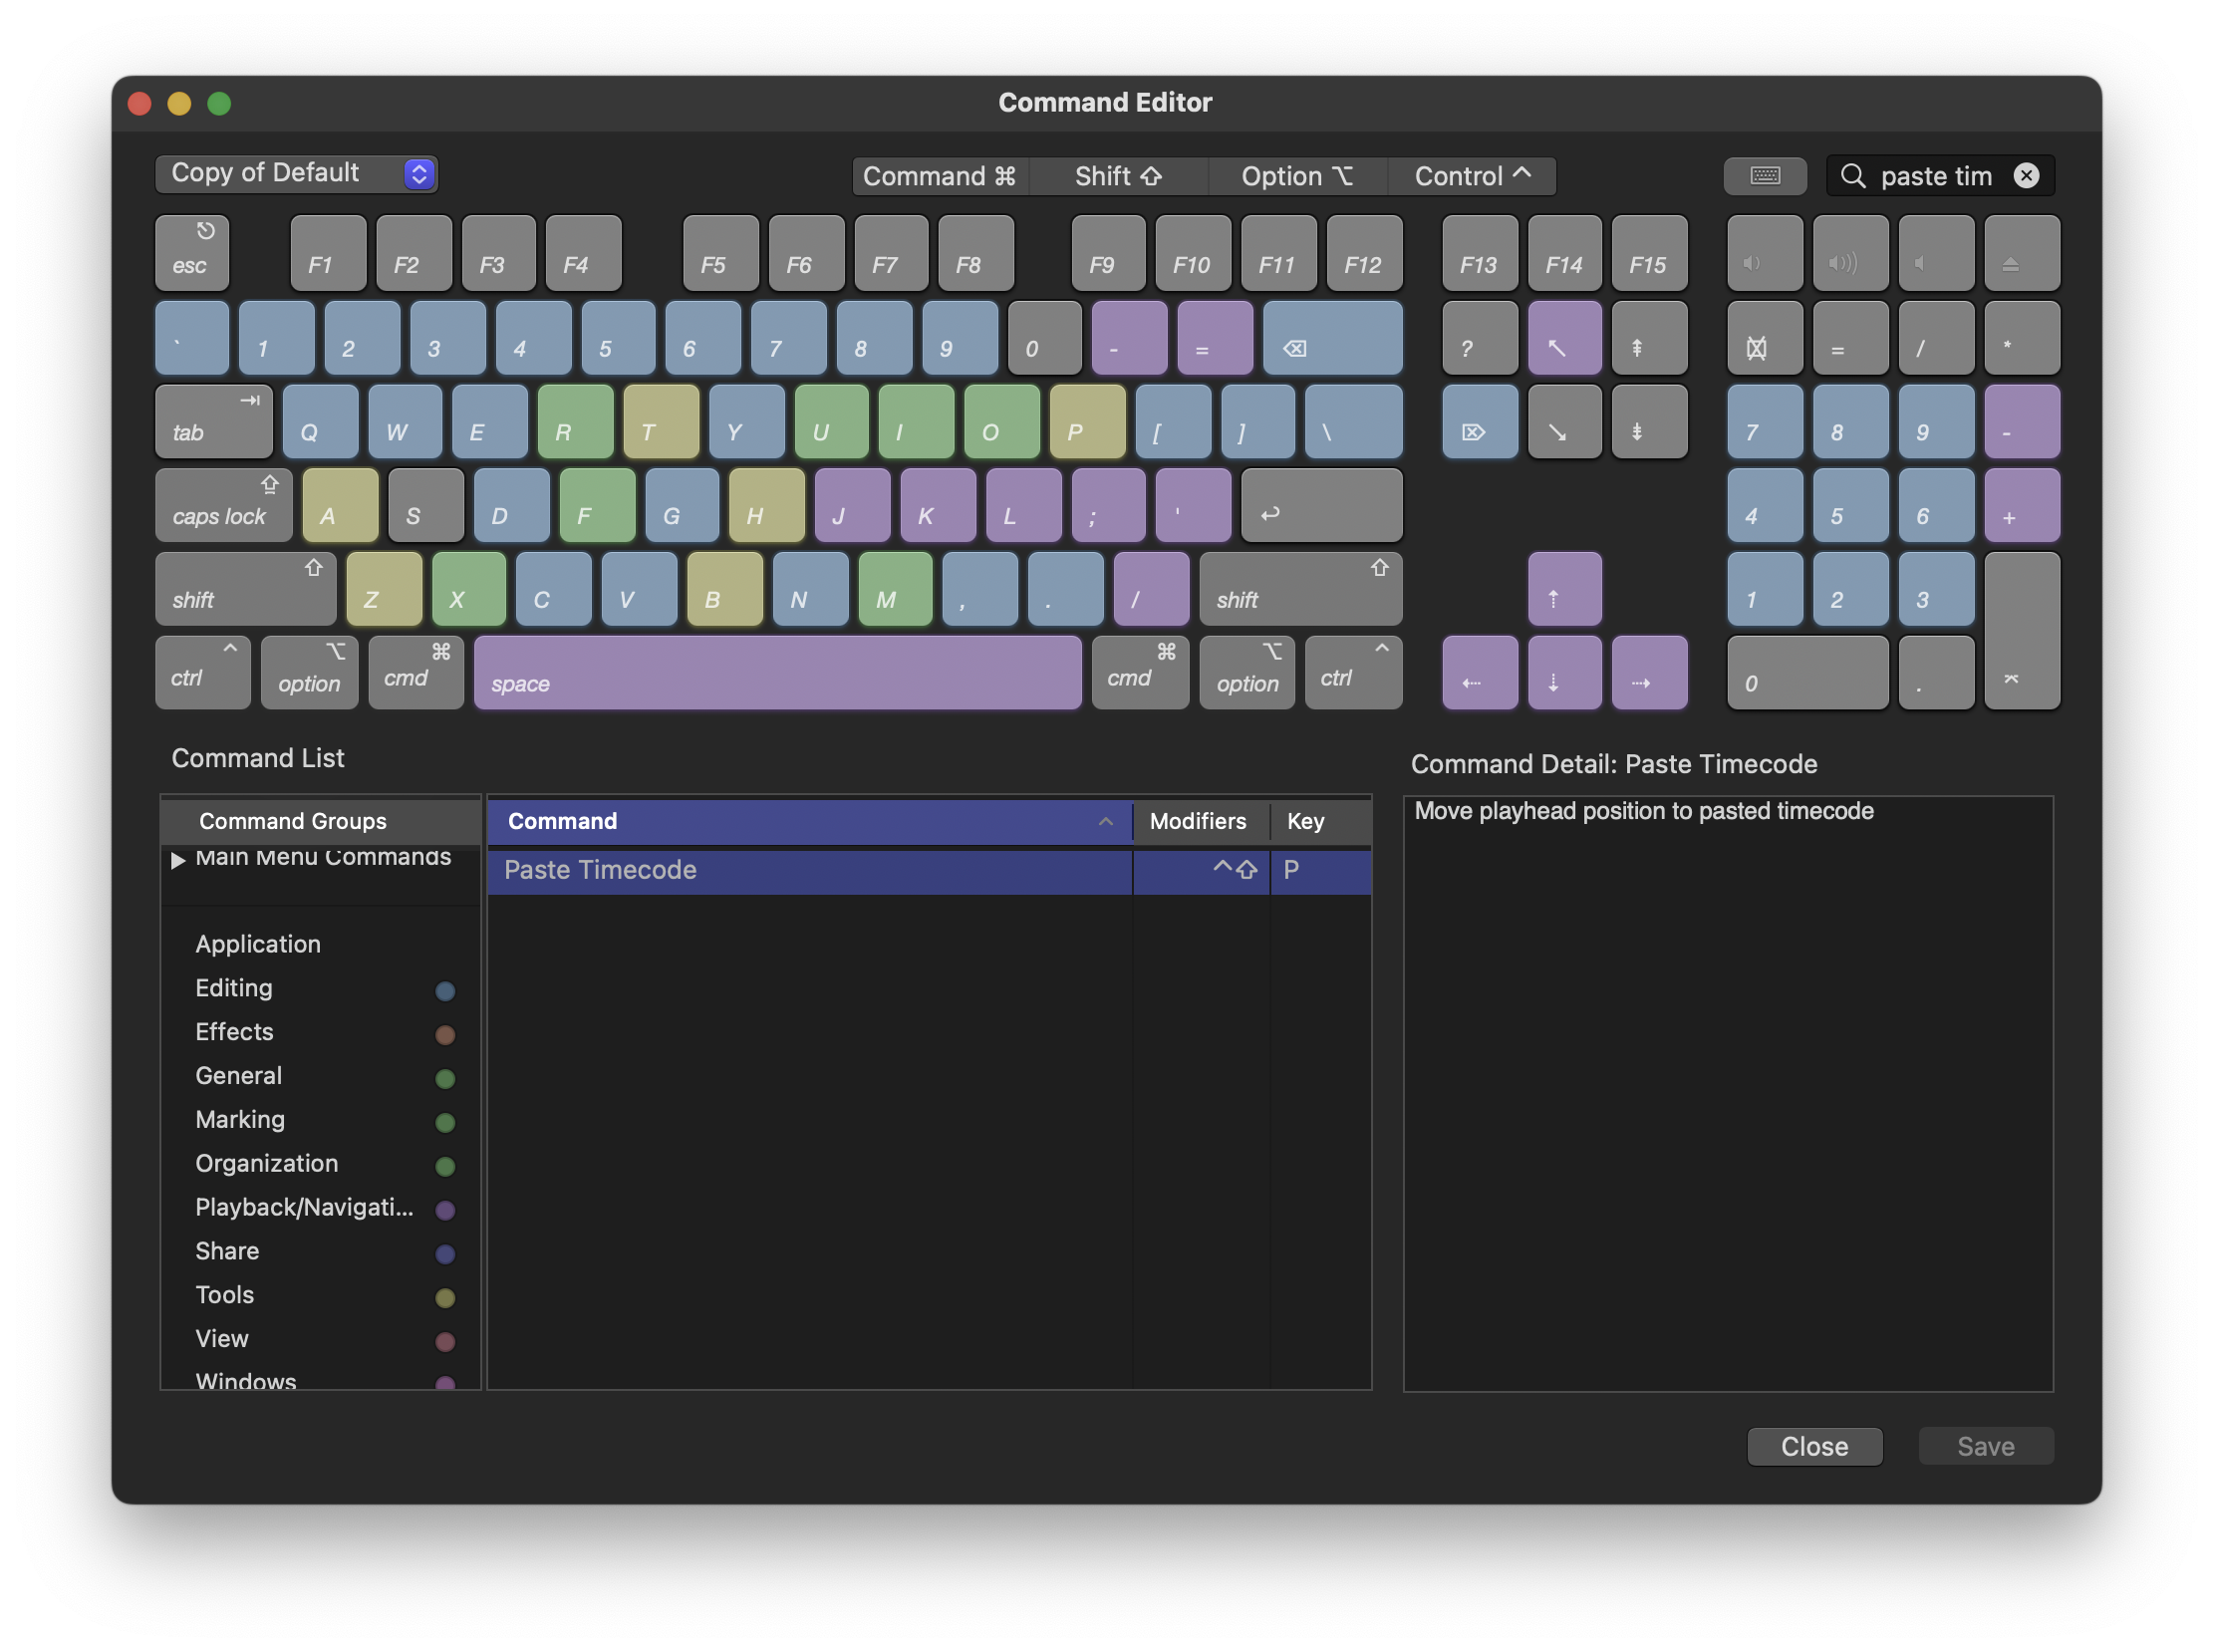 Command Editor
Copy of Default
Command ⌘ Shift ⇧ Option ⌥ Control ^
paste tim
esc F1 F2 F3 F4 F5 F6 F7 F8 F9 F10 F11 F12 F13 F14 F15
` 1 2 3 4 5 6 7 8 9 0 - = ⌫ ? ↖ ⇞ = / *
tab ⇥ Q W E R T Y U I O P [ ] \ ⌦ ↘ ⇟ 7 8 9 -
caps lock ⇪ A S D F G H J K L ; ' ↩ 4 5 6 +
shift ⇧ Z X C V B N M , . / shift ⇧ ⇡ 1 2 3
ctrl ^ option ⌥ cmd ⌘ space cmd ⌘ option ⌥ ctrl ^ ⇠ ⇣ ⇢ 0 . ⌤
Command List
Command Detail: Paste Timecode
Command Groups
Command Modifiers Key
Move playhead position to pasted timecode
Main Menu Commands
Paste Timecode ^⇧ P
Application
Editing
Effects
General
Marking
Organization
Playback/Navigati...
Share
Tools
View
Windows
Close Save